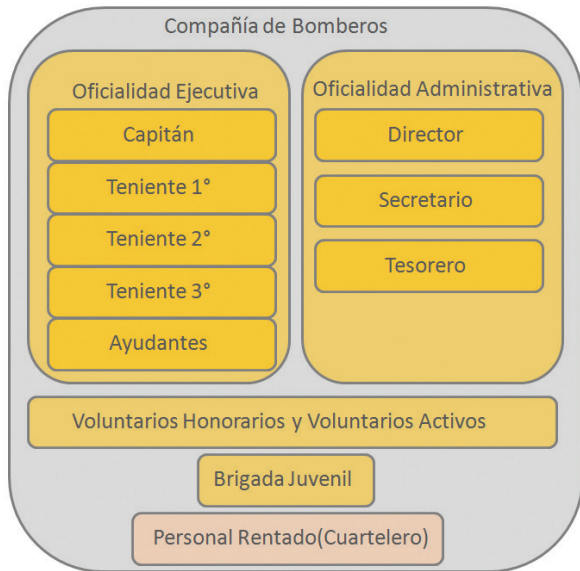 Compañía de Bomberos
Oficialidad Ejecutiva
Capitán
Teniente 1°
Teniente 2°
Teniente 3°
Ayudantes
Oficialidad Administrativa
Director
Secretario
Tesorero
Voluntarios Honorarios y Voluntarios Activos
Brigada Juvenil
Personal Rentado(Cuartelero)